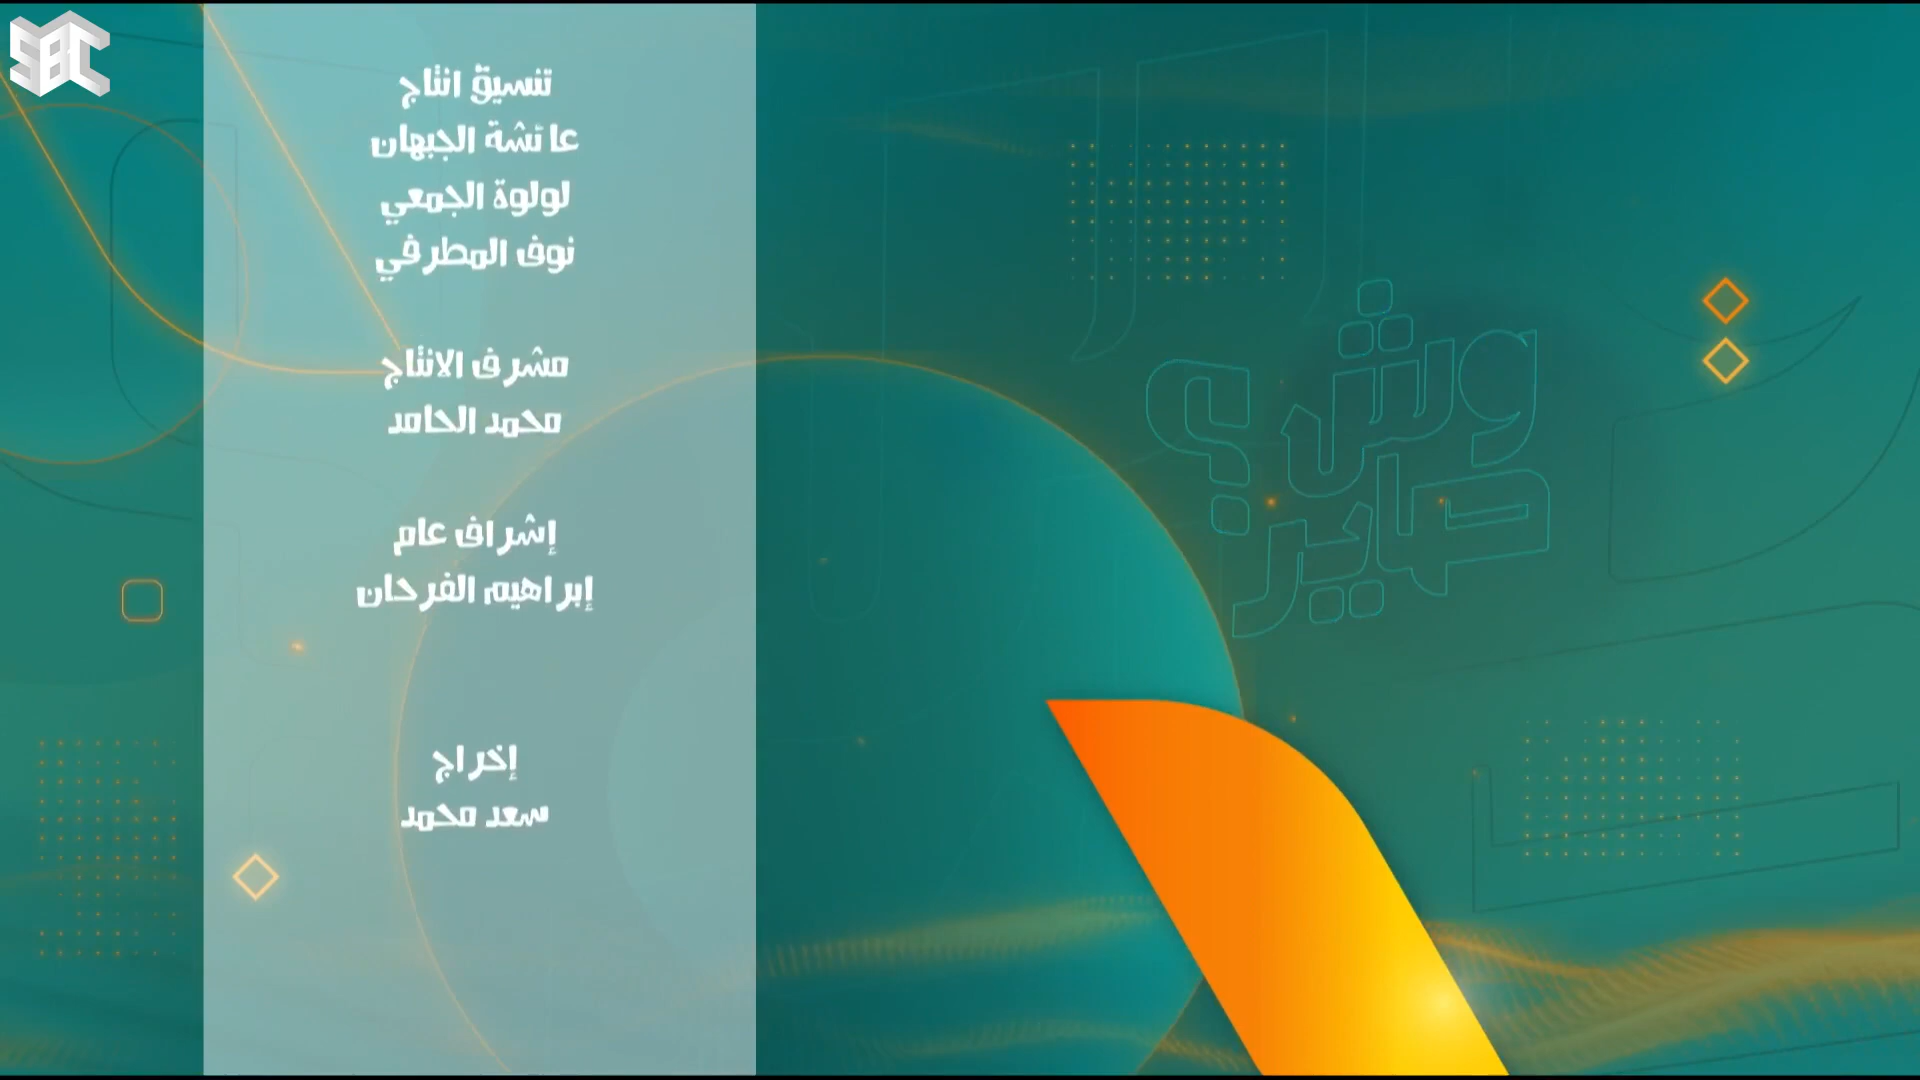 SBC
تنسيق انتاج
عائشة الجبهان
لولوة الجمعي
نوف المطرفي
مشرف الانتاج
محمد الحامد
إشراف عام
إبراهيم الفرحان
إخراج
سعد محمد
وش
صاير؟